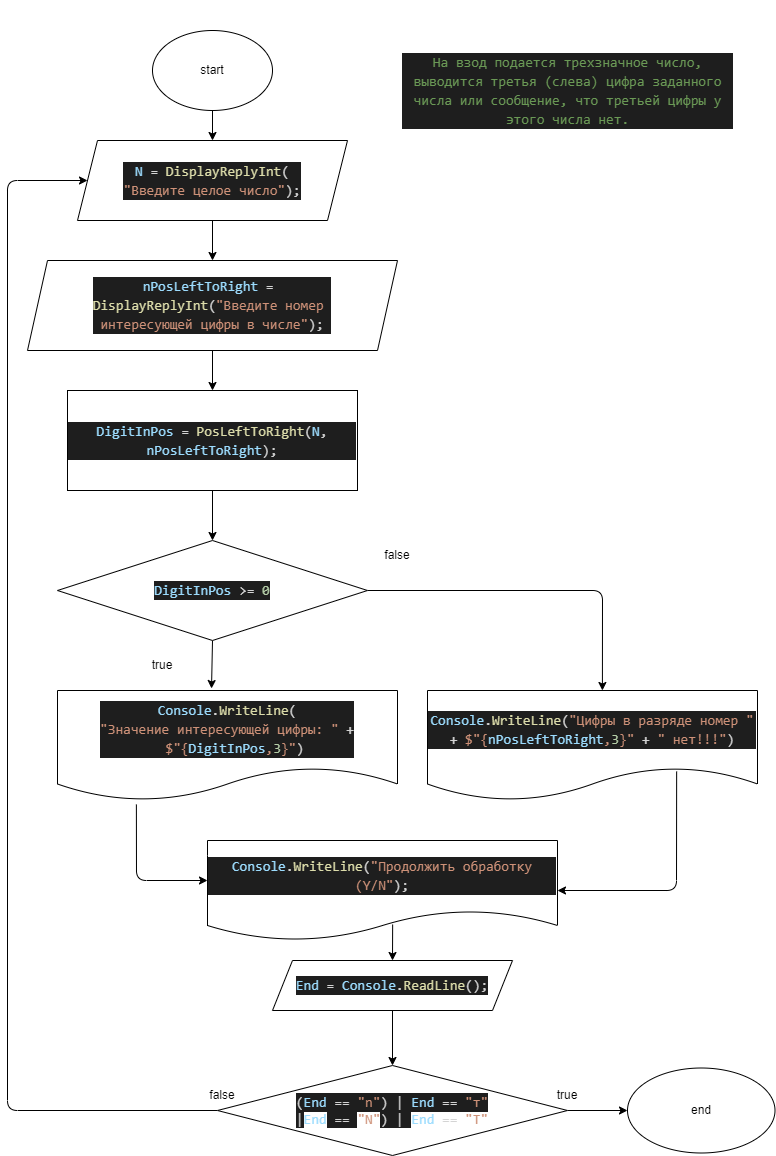 start
На взод подается трехзначное число,
выводится третья (слева) цифра заданного
числа или сообщение, что третьей цифры у
этого числа нет.
N = DisplayReplyInt(
"Введите целое число");
nPosLeftToRight =
DisplayReplyInt("Введите номер
интересующей цифры в числе");
DigitInPos = PosLeftToRight(N,
nPosLeftToRight);
false
DigitInPos >= 0
true
Console.WriteLine(
"Значение интересующей цифры: " +
$"{DigitInPos,3}")
Console.WriteLine("Цифры в разряде номер "
+ $"{nPosLeftToRight,3}" + " нет!!!")
Console.WriteLine("Продолжить обработку
(Y/N");
End = Console.ReadLine();
false
true
(End == "n") | End == "т"
|End == "N") | End == "Т"
end